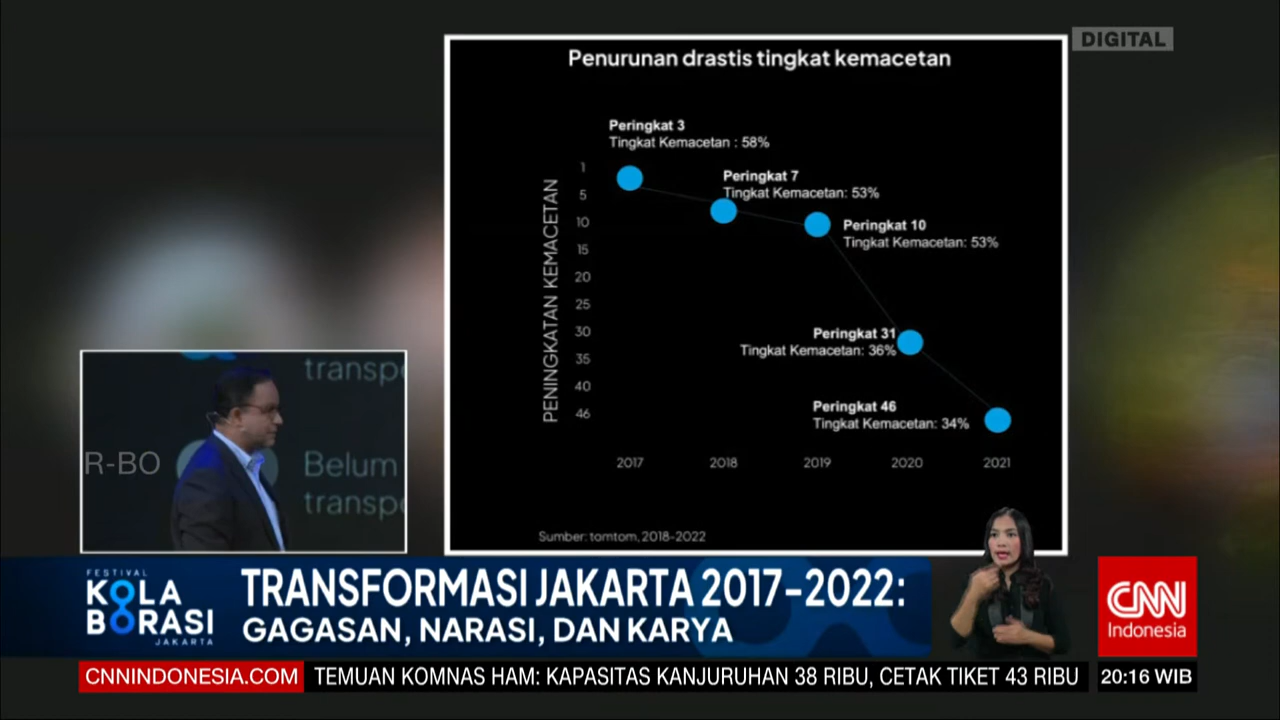 DIGITAL
Penurunan drastis tingkat kemacetan
Peringkat 3
Tingkat Kemacetan : 58%
Peringkat 7
Tingkat Kemacetan: 53%
Peringkat 10
Tingkat Kemacetan: 53%
Peringkat 31
Tingkat Kemacetan: 36%
Peringkat 46
Tingkat Kemacetan: 34%
PENINGKATAN KEMACETAN
1
5
10
15
20
25
30
35
40
46
2017
2018
2019
2020
2021
Sumber: tomtom, 2018-2022
R-BO
Belum
FESTIVAL
KOLA
BORASI
JAKARTA
TRANSFORMASI JAKARTA 2017-2022:
GAGASAN, NARASI, DAN KARYA
CNN
Indonesia
CNNINDONESIA.COM
TEMUAN KOMNAS HAM: KAPASITAS KANJURUHAN 38 RIBU, CETAK TIKET 43 RIBU
20:16 WIB